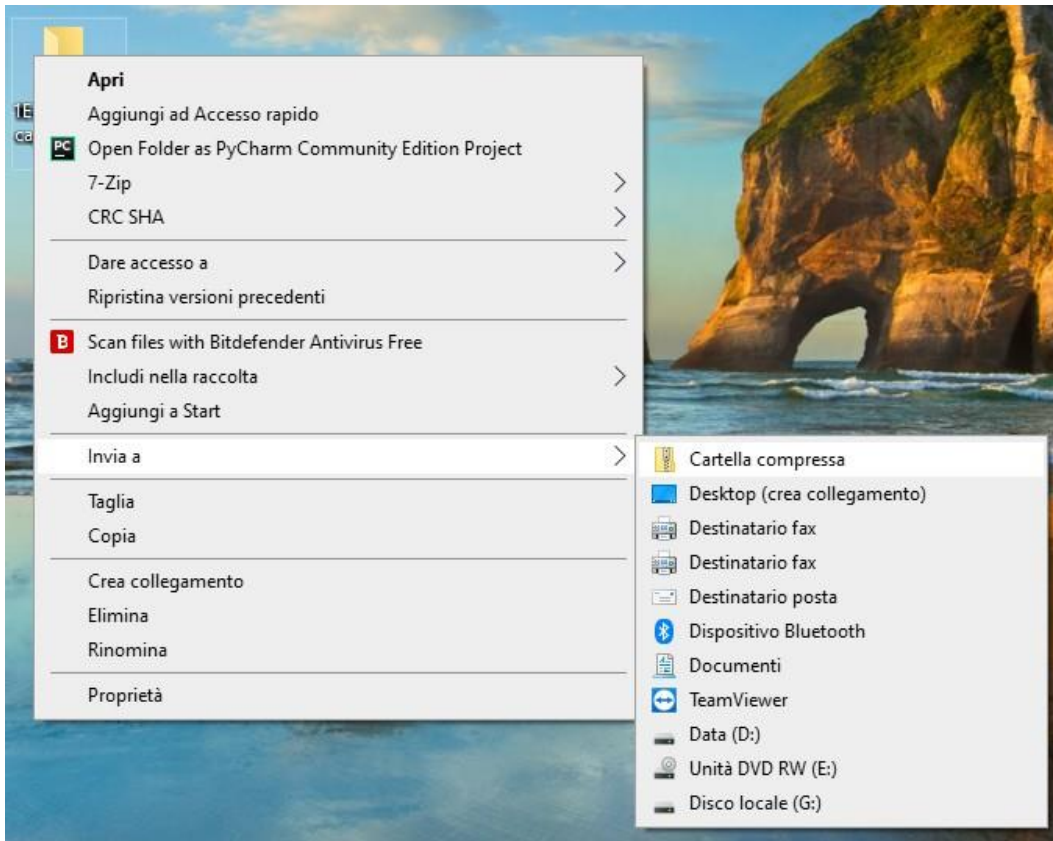 Apri
Aggiungi ad Accesso rapido
PC Open Folder as PyCharm Community Edition Project
7-Zip
CRC SHA
Dare accesso a
Ripristina versioni precedenti
B Scan files with Bitdefender Antivirus Free
Includi nella raccolta
Aggiungi a Start
Invia a
Taglia
Copia
Crea collegamento
Elimina
Rinomina
Proprietà
Cartella compressa
Desktop (crea collegamento)
Destinatario fax
Destinatario fax
Destinatario posta
Dispositivo Bluetooth
Documenti
TeamViewer
Data (D:)
Unità DVD RW (E:)
Disco locale (G:)